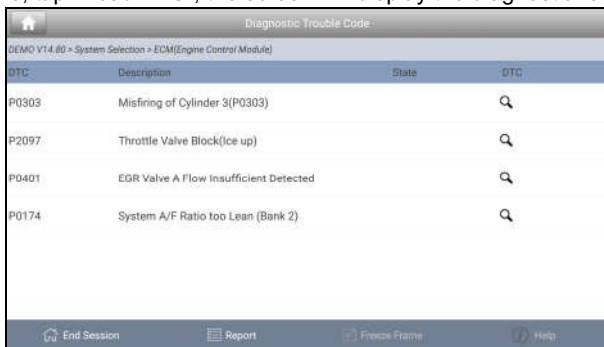 Diagnostic Trouble Code
DEMO V14.80 > System Selection > ECM(Engine Control Module)
DTC Description State DTC
P0303 Misfiring of Cylinder 3(P0303)
P2097 Throttle Valve Block(Ice up)
P0401 EGR Valve A Flow Insufficient Detected
P0174 System A/F Ratio too Lean (Bank 2)
End Session Report Freeze Frame Help